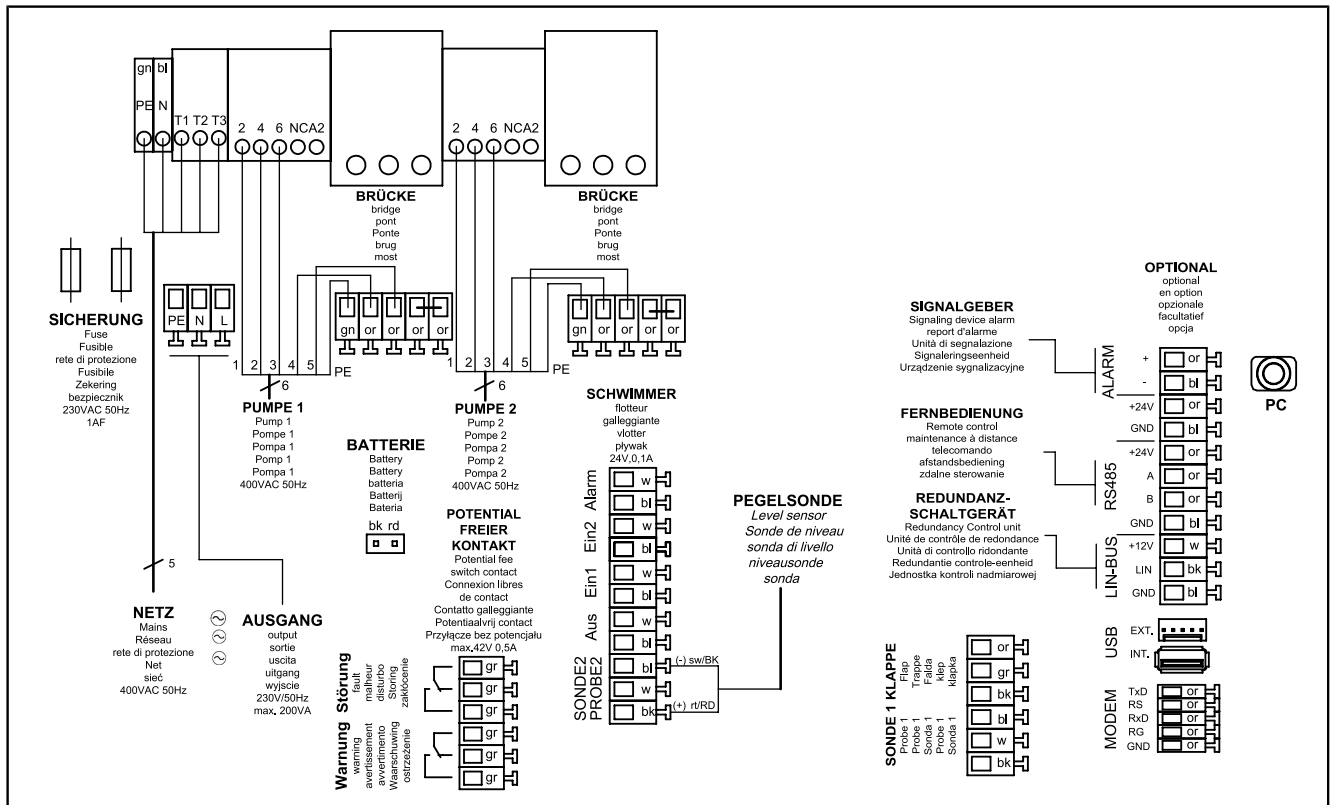 gn bl
PE N
T1 T2 T3
2 4 6 NCA2
2 4 6 NCA2
BRÜCKE
bridge
pont
Ponte
brug
most
BRÜCKE
bridge
pont
Ponte
brug
most
SICHERUNG
Fuse
Fusible
rete di protezione
Fusibile
Zekering
bezpiecznik
230VAC 50Hz
1AF
PE N L
gn or or or or
1 2 3 4 5 PE
6
PUMPE 1
Pump 1
Pompe 1
Pompa 1
Pomp 1
Pompa 1
400VAC 50Hz
gn or or or or
1 2 3 4 5 PE
6
PUMPE 2
Pump 2
Pompe 2
Pompa 2
Pomp 2
Pompa 2
400VAC 50Hz
5
NETZ
Mains
Réseau
rete di protezione
Net
sieć
400VAC 50Hz
AUSGANG
output
sortie
uscita
uitgang
wyjscie
230V/50Hz
max. 200VA
BATTERIE
Battery
Battery
batteria
Batterij
Bateria
bk rd
POTENTIAL
FREIER
KONTAKT
Potential fee
switch contact
Connexion libres
de contact
Contatto galleggiante
Potentiaalvrij contact
Przyłącze bez potencjału
max.42V 0,5A
Störung
fault
malheur
disturbo
Storing
zakłócenie
gr
gr
gr
Warnung
warning
avertissement
avvertimento
Waarschuwing
ostrzeżenie
gr
gr
gr
SCHWIMMER
flotteur
galleggiante
vlotter
pływak
24V,0,1A
Alarm
w
bl
Ein2
w
bl
Ein1
w
bl
Aus
w
bl
SONDE2
PROBE2
bl
w
bk
(-) sw/BK
(+) rt/RD
PEGELSONDE
Level sensor
Sonde de niveau
sonda di livello
niveausonde
sonda
SIGNALGEBER
Signaling device alarm
report d'alarme
Unità di segnalazione
Signaleringseenheid
Urządzenie sygnalizacyjne
FERNBEDIENUNG
Remote control
maintenance à distance
telecomando
afstandsbediening
zdalne sterowanie
REDUNDANZ-
SCHALTGERÄT
Redundancy Control unit
Unité de contrôle de redondance
Unità di controllo ridondante
Redundantie controle-eenheid
Jednostka kontroli nadmiarowej
OPTIONAL
optional
en option
opzionale
facultatief
opcja
ALARM
+ or
- bl
+24V or
GND bl
RS485
+24V or
A or
B or
GND bl
LIN-BUS
+12V w
LIN bk
GND bl
PC
USB
EXT.
INT.
MODEM
TxD or
RS or
RxD or
RG or
GND or
KLAPPE
Flap
Trappe
Falda
klep
klapka
or
gr
bk
SONDE 1
Probe 1
Probe 1
Sonda 1
Probe 1
Sonda 1
bl
w
bk